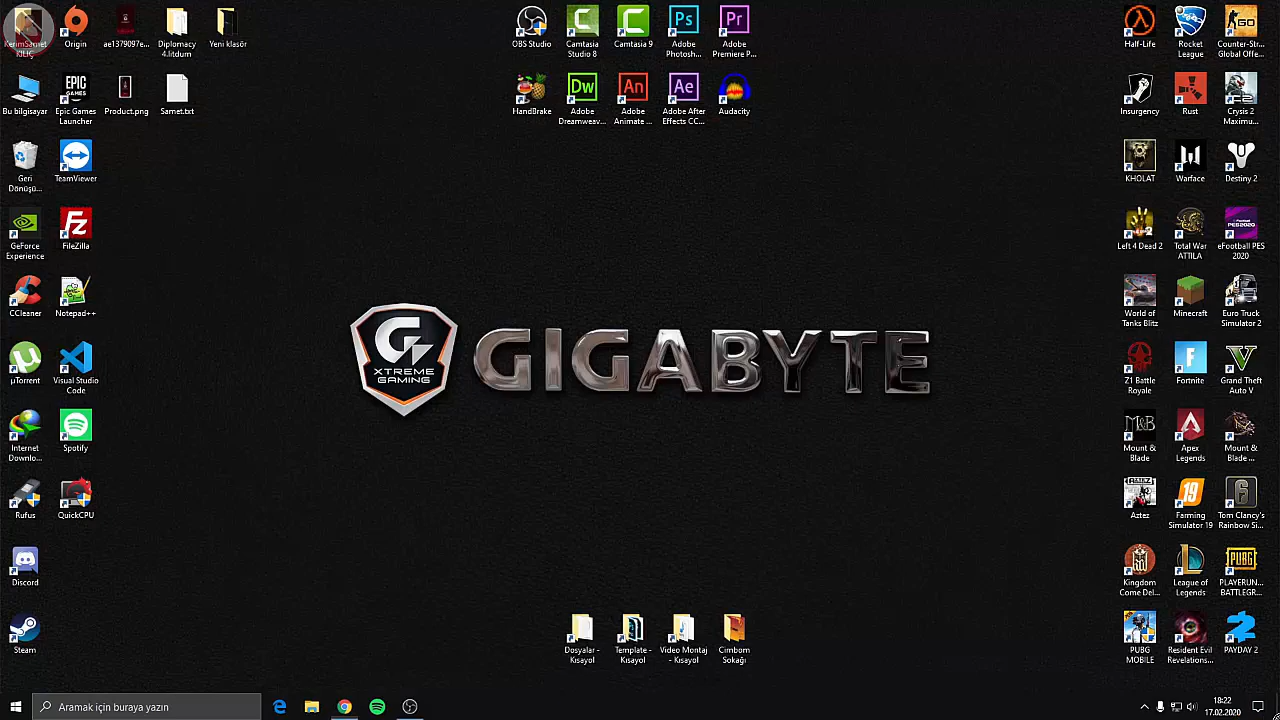 KerimSamet
KILIÇ
Origin
ae1379097e...
Diplomacy
4.litdum
Yeni klasör
OBS Studio
Camtasia
Studio 8
Camtasia 9
Adobe
Photosh...
Adobe
Premiere P...
Half-Life
Rocket
League
Counter-Str...
Global Offe...
Bu bilgisayar
Epic Games
Launcher
Product.png
Samet.txt
HandBrake
Adobe
Dreamweav...
Adobe
Animate ...
Adobe After
Effects CC...
Audacity
Insurgency
Rust
Crysis 2
Maximu...
Geri
Dönüşü...
TeamViewer
KHOLAT
Warface
Destiny 2
GeForce
Experience
FileZilla
Left 4 Dead 2
Total War
ATTILA
eFootball PES
2020
CCleaner
Notepad++
World of
Tanks Blitz
Minecraft
Euro Truck
Simulator 2
XTREME
GAMING
GIGABYTE
µTorrent
Visual Studio
Code
Z1 Battle
Royale
Fortnite
Grand Theft
Auto V
Internet
Downlo...
Spotify
Mount &
Blade
Apex
Legends
Mount &
Blade ...
Rufus
QuickCPU
Aztez
Farming
Simulator 19
Tom Clancy's
Rainbow Si...
Discord
Kingdom
Come Del...
League of
Legends
PLAYERUN...
BATTLEGR...
Steam
Dosyalar -
Kısayol
Template -
Kısayol
Video Montaj
- Kısayol
Cimbom
Sokağı
PUBG
MOBILE
Resident Evil
Revelations...
PAYDAY 2
Aramak için buraya yazın
18:22
17.02.2020